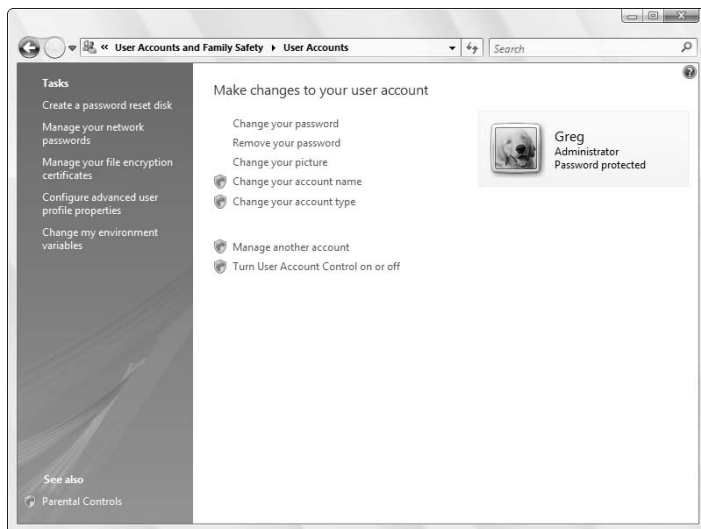 « User Accounts and Family Safety ▸ User Accounts
Search
Tasks
Create a password reset disk
Manage your network
passwords
Manage your file encryption
certificates
Configure advanced user
profile properties
Change my environment
variables
See also
Parental Controls
Make changes to your user account
Change your password
Remove your password
Change your picture
Change your account name
Change your account type
Manage another account
Turn User Account Control on or off
Greg
Administrator
Password protected